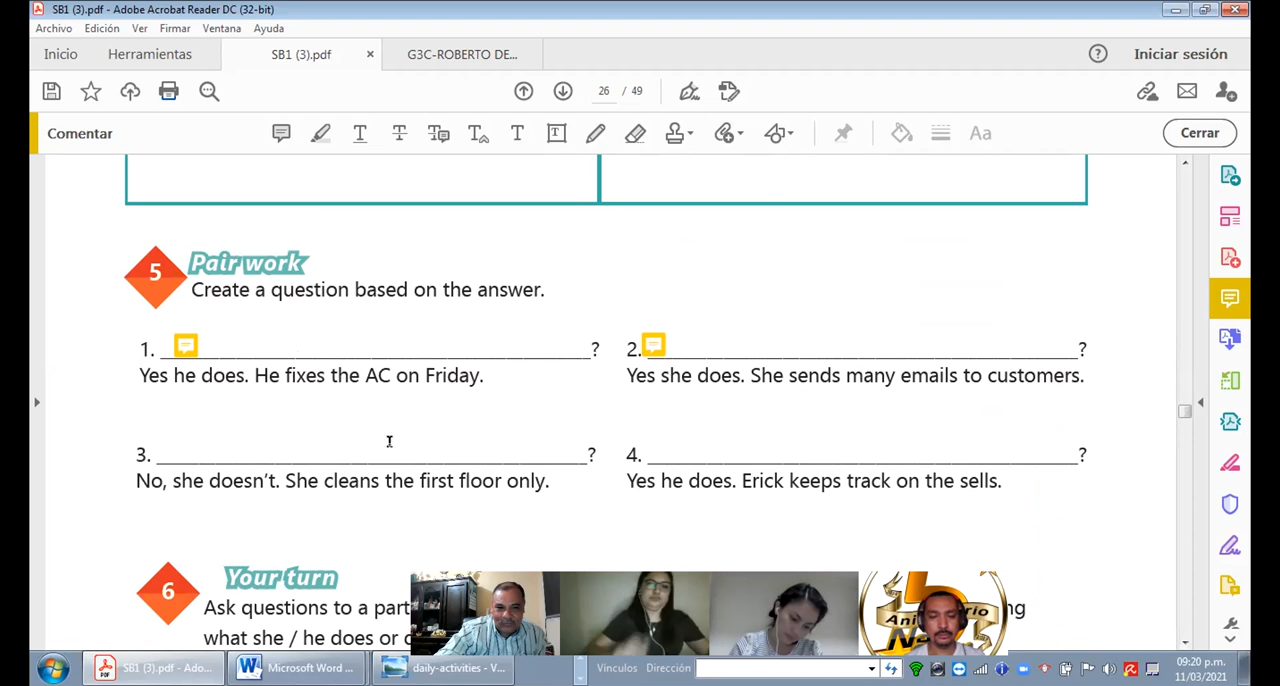 SB1 (3).pdf - Adobe Acrobat Reader DC (32-bit)
Archivo Edición Ver Firmar Ventana Ayuda
Inicio Herramientas SB1 (3).pdf × G3C-ROBERTO DE... ? Iniciar sesión
26 / 49
Comentar Aa Cerrar
5 Pair work
Create a question based on the answer.
1. ________________________________? 2. ________________________________?
Yes he does. He fixes the AC on Friday. Yes she does. She sends many emails to customers.
3. ________________________________? 4. ________________________________?
No, she doesn't. She cleans the first floor only. Yes he does. Erick keeps track on the sells.
6 Your turn
Ask questions to a part
what she / he does or
SB1 (3).pdf - Ado... Microsoft Word ... daily-activities - V... Vínculos Dirección 09:20 p.m.
11/03/2021